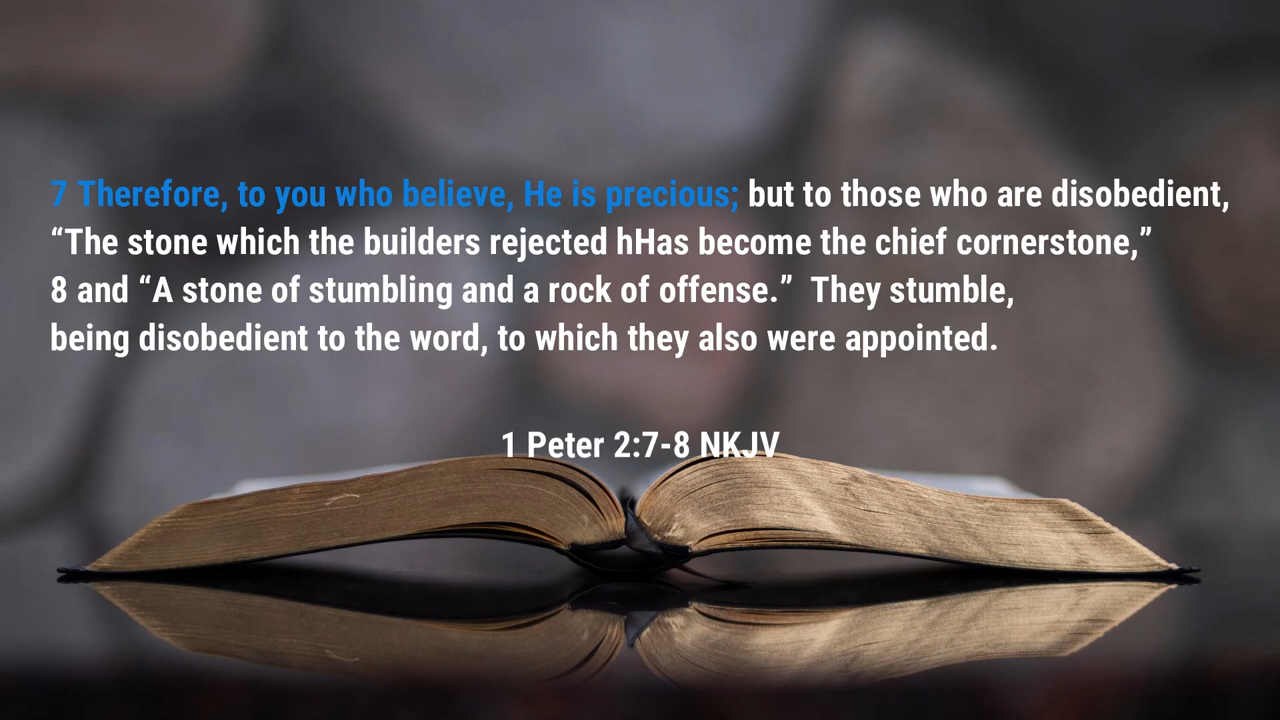 7 Therefore, to you who believe, He is precious; but to those who are disobedient,
“The stone which the builders rejected hHas become the chief cornerstone,”
8 and “A stone of stumbling and a rock of offense.”  They stumble,
being disobedient to the word, to which they also were appointed.
1 Peter 2:7-8 NKJV